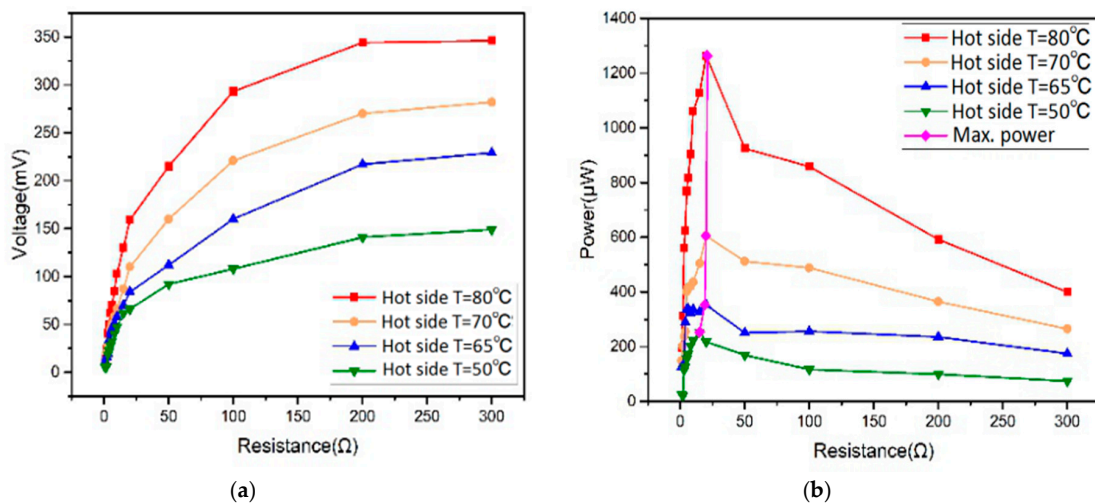 350
300
250
200
150
100
50
0
Voltage(mV)
Hot side T=80℃
Hot side T=70℃
Hot side T=65℃
Hot side T=50℃
0 50 100 150 200 250 300
Resistance(Ω)
(a)
1400
1200
1000
800
600
400
200
0
Power(μW)
Hot side T=80℃
Hot side T=70℃
Hot side T=65℃
Hot side T=50℃
Max. power
0 50 100 150 200 250 300
Resistance(Ω)
(b)